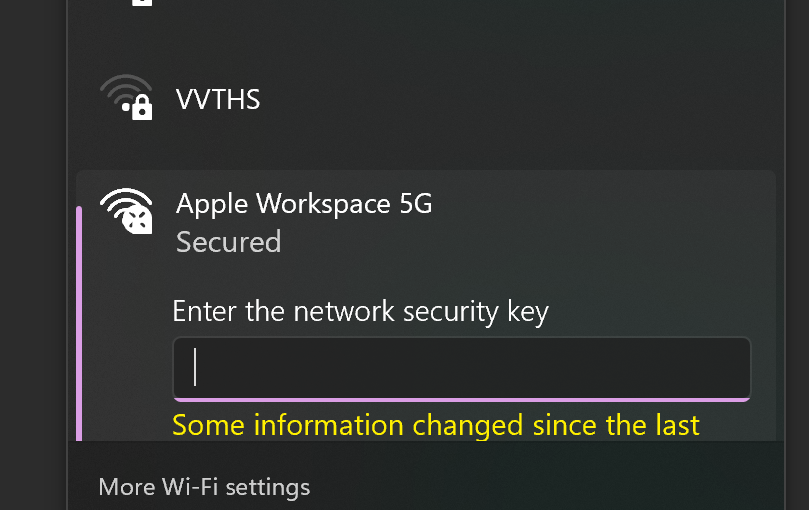 VVTHS
Apple Workspace 5G
Secured
Enter the network security key
Some information changed since the last
More Wi-Fi settings